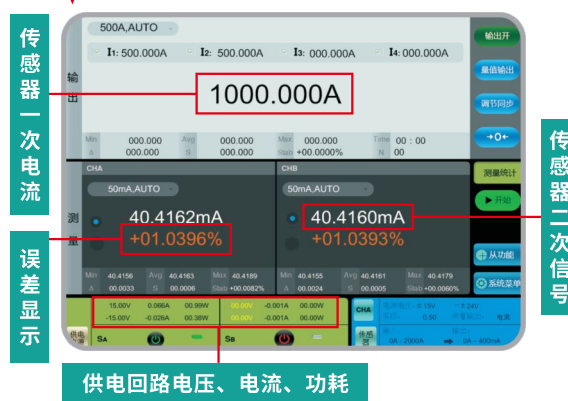 500A,AUTO
输出开
I1: 500.000A I2: 500.000A I3: 000.000A I4: 000.000A
传感器一次电流
输出
1000.000A
量值输出
调节同步
Min 000.000 Avg 000.000 Max 000.000 Time 00 : 00
Δ 000.000 S 000.000 Stab +00.0000% N 00
→0←
CHA
CHB
测量统计
50mA,AUTO
50mA,AUTO
开始
测量
40.4162mA
40.4160mA
传感器二次信号
+01.0396%
+01.0393%
误差显示
从功能
Min 40.4156 Avg 40.4163 Max 40.4189
Δ 00.0033 S 00.0006 Stab +00.0082%
Min 40.4155 Avg 40.4161 Max 40.4179
Δ 00.0024 S 00.0005 Stab +00.0060%
系统菜单
15.00V 0.066A 00.99W 00.00V -0.001A 00.00W
-15.00V -0.026A 00.38W 00.00V -0.001A 00.00W
CHA
± 15V
24V
0.50
电流
供电
SA
SB
传感器
0A - 2000A
0A - 400mA
供电回路电压、电流、功耗